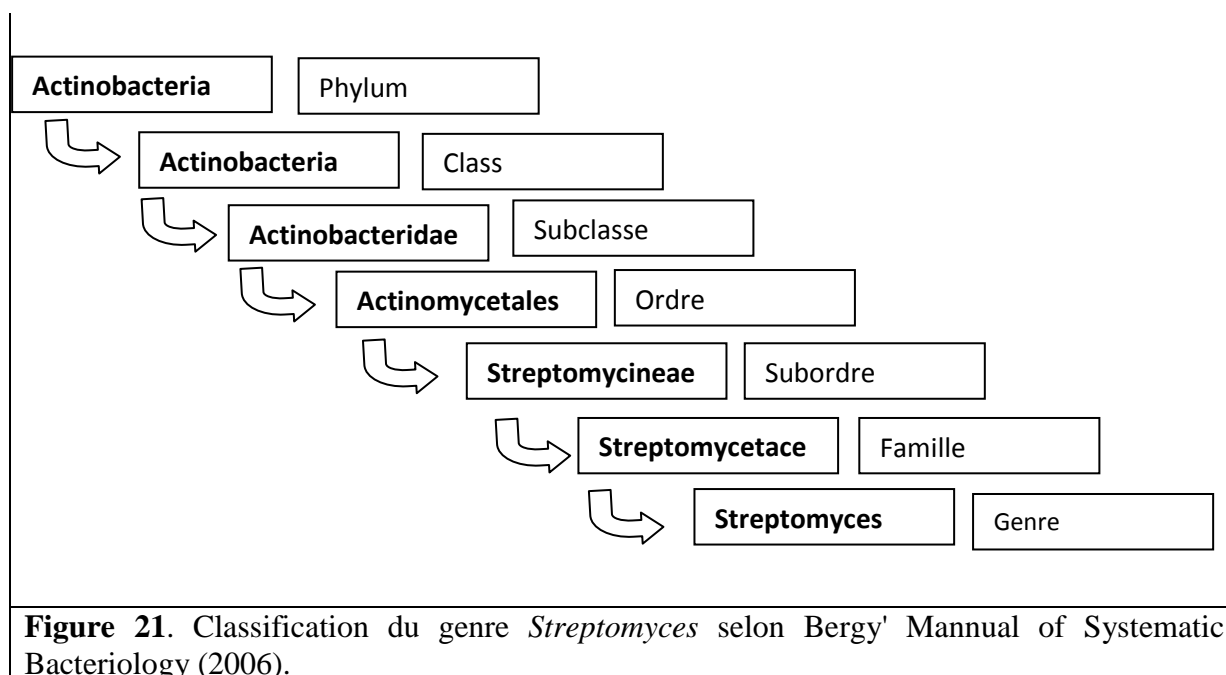 Actinobacteria Phylum
Actinobacteria Class
Actinobacteridae Subclasse
Actinomycetales Ordre
Streptomycineae Subordre
Streptomycetace Famille
Streptomyces Genre
Figure 21. Classification du genre Streptomyces selon Bergy' Mannual of Systematic
Bacteriology (2006).